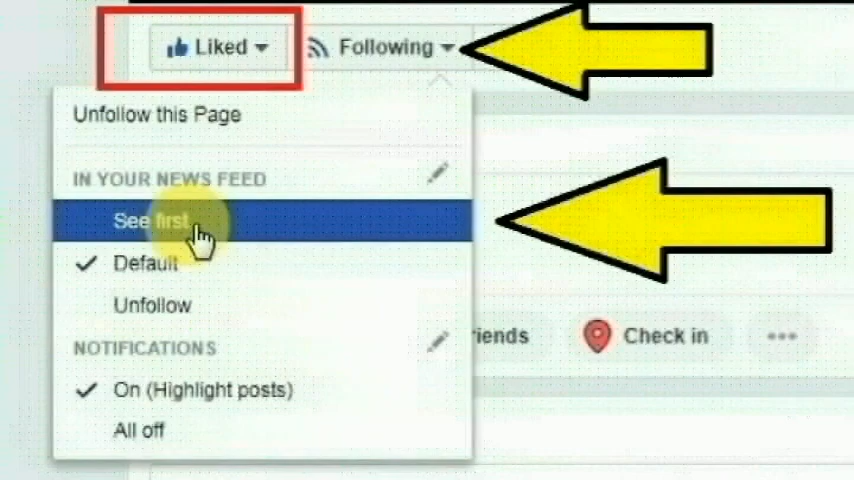 Liked
Following
Unfollow this Page
IN YOUR NEWS FEED
See first
Default
Unfollow
riends
Check in
NOTIFICATIONS
On (Highlight posts)
All off